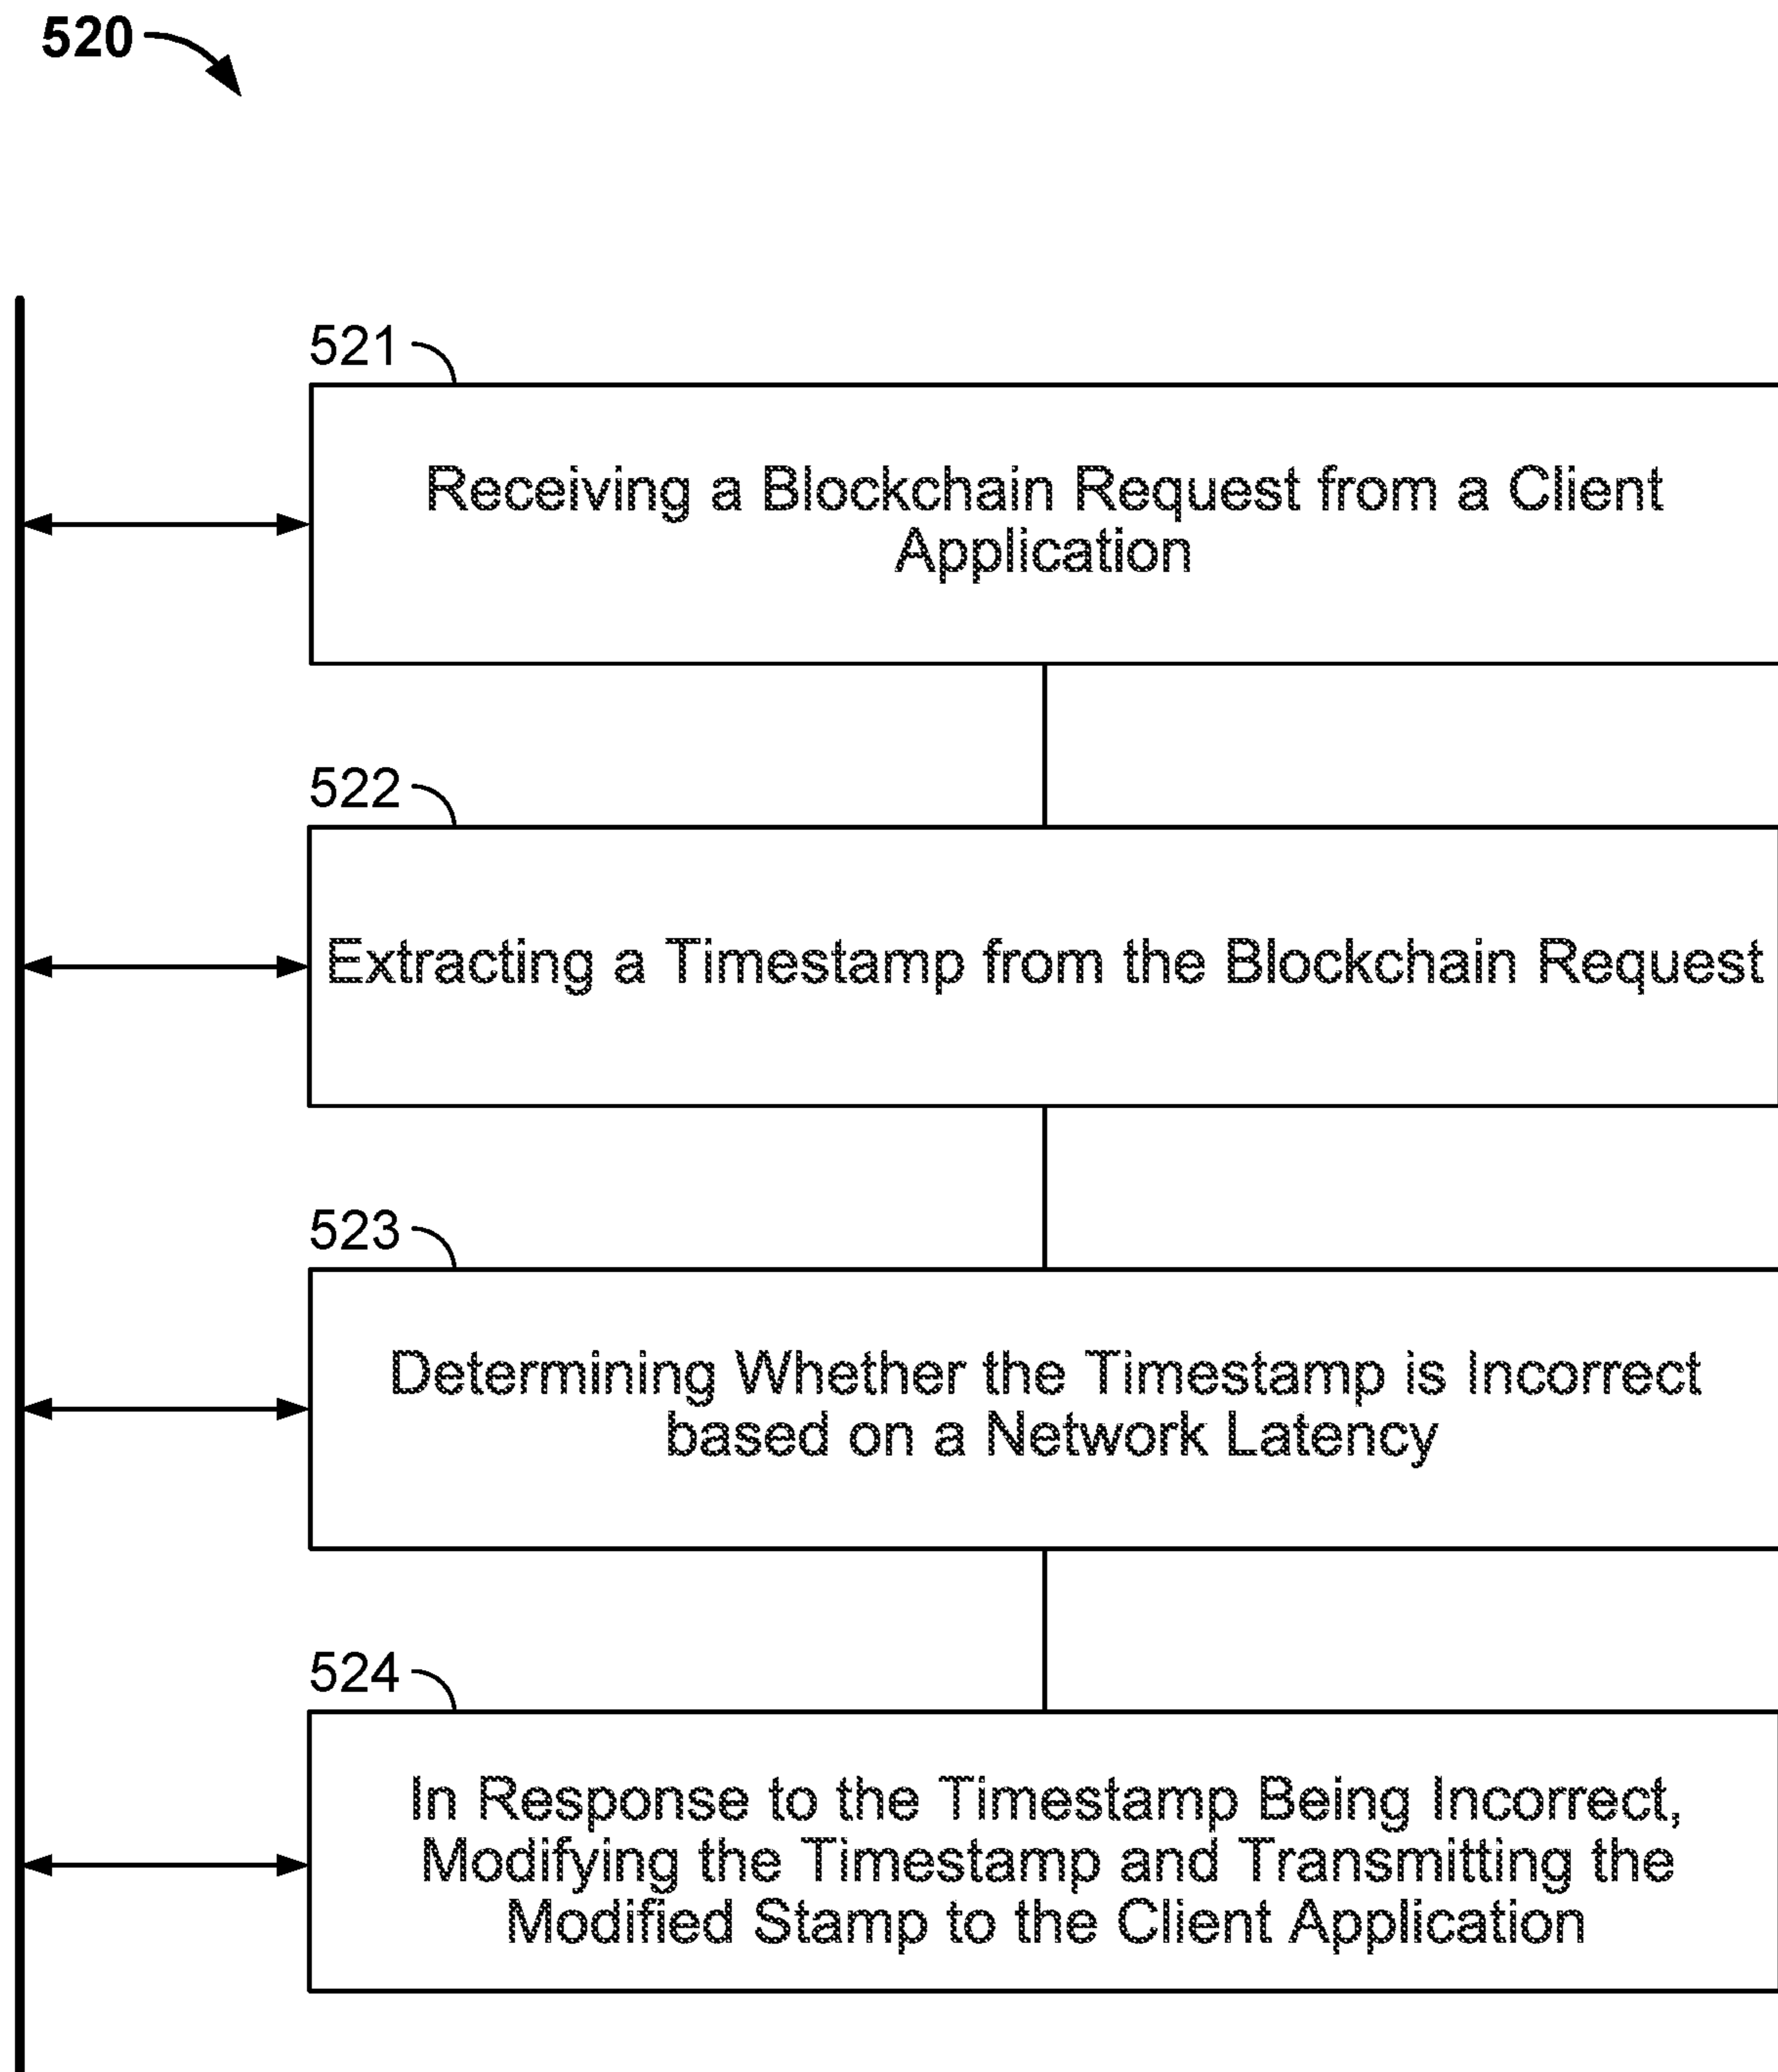 520
521
Receiving a Blockchain Request from a Client
Application
522
Extracting a Timestamp from the Blockchain Request
523
Determining Whether the Timestamp is Incorrect
based on a Network Latency
524
In Response to the Timestamp Being Incorrect,
Modifying the Timestamp and Transmitting the
Modified Stamp to the Client Application